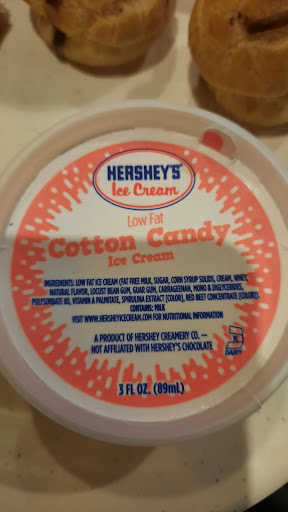 HERSHEY'S
Ice Cream
Low Fat
Cotton Candy
Ice Cream
INGREDIENTS: LOW FAT ICE CREAM (FAT FREE MILK, SUGAR, CORN SYRUP SOLIDS, CREAM, WHEY,
NATURAL FLAVOR, LOCUST BEAN GUM, GUAR GUM, CARRAGEENAN, MONO & DIGLYCERIDES,
POLYSORBATE 80, VITAMIN A PALMITATE, SPIRULINA EXTRACT [COLOR], RED BEET CONCENTRATE [COLOR]).
CONTAINS: MILK
VISIT WWW.HERSHEYICECREAM.COM FOR NUTRITIONAL INFORMATION
A PRODUCT OF HERSHEY CREAMERY CO. —
NOT AFFILIATED WITH HERSHEY'S CHOCOLATE
DAIRY
3 FL OZ. (89mL)